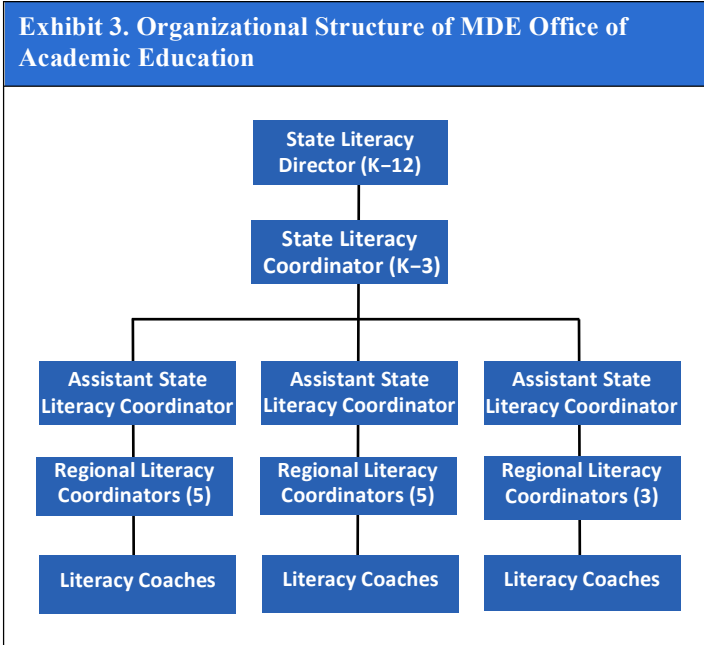 Exhibit 3. Organizational Structure of MDE Office of
Academic Education
State Literacy
Director (K−12)
State Literacy
Coordinator (K−3)
Assistant State
Literacy Coordinator
Assistant State
Literacy Coordinator
Assistant State
Literacy Coordinator
Regional Literacy
Coordinators (5)
Regional Literacy
Coordinators (5)
Regional Literacy
Coordinators (3)
Literacy Coaches
Literacy Coaches
Literacy Coaches